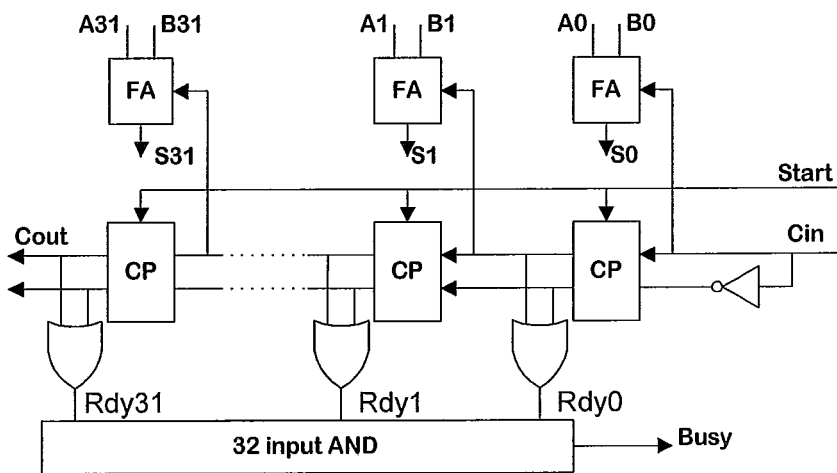 A31 B31 A1 B1 A0 B0
FA FA FA
S31 S1 S0
Start
Cout Cin
CP CP CP
Rdy31 Rdy1 Rdy0
32 input AND Busy